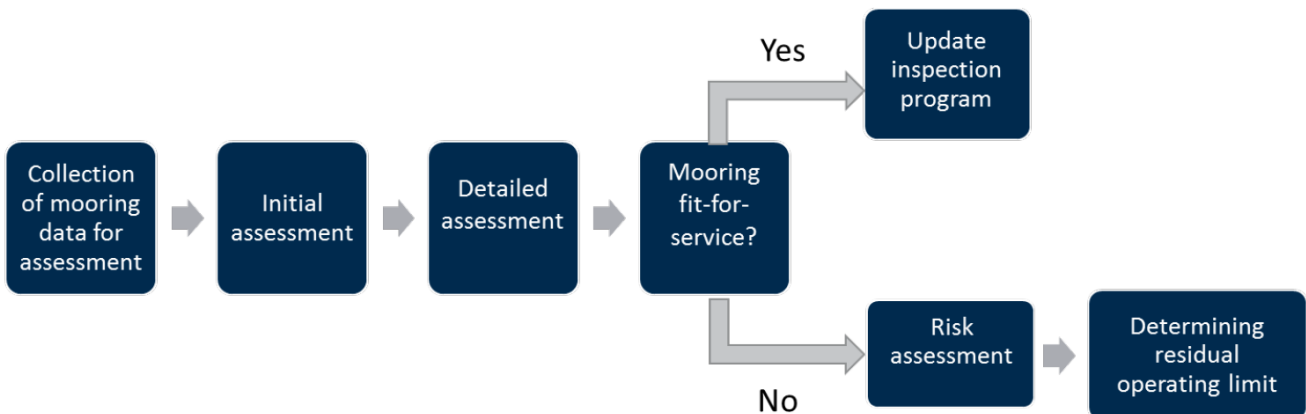 Collection
of mooring
data for
assessment
Initial
assessment
Detailed
assessment
Mooring
fit-for-
service?
Yes
Update
inspection
program
No
Risk
assessment
Determining
residual
operating limit